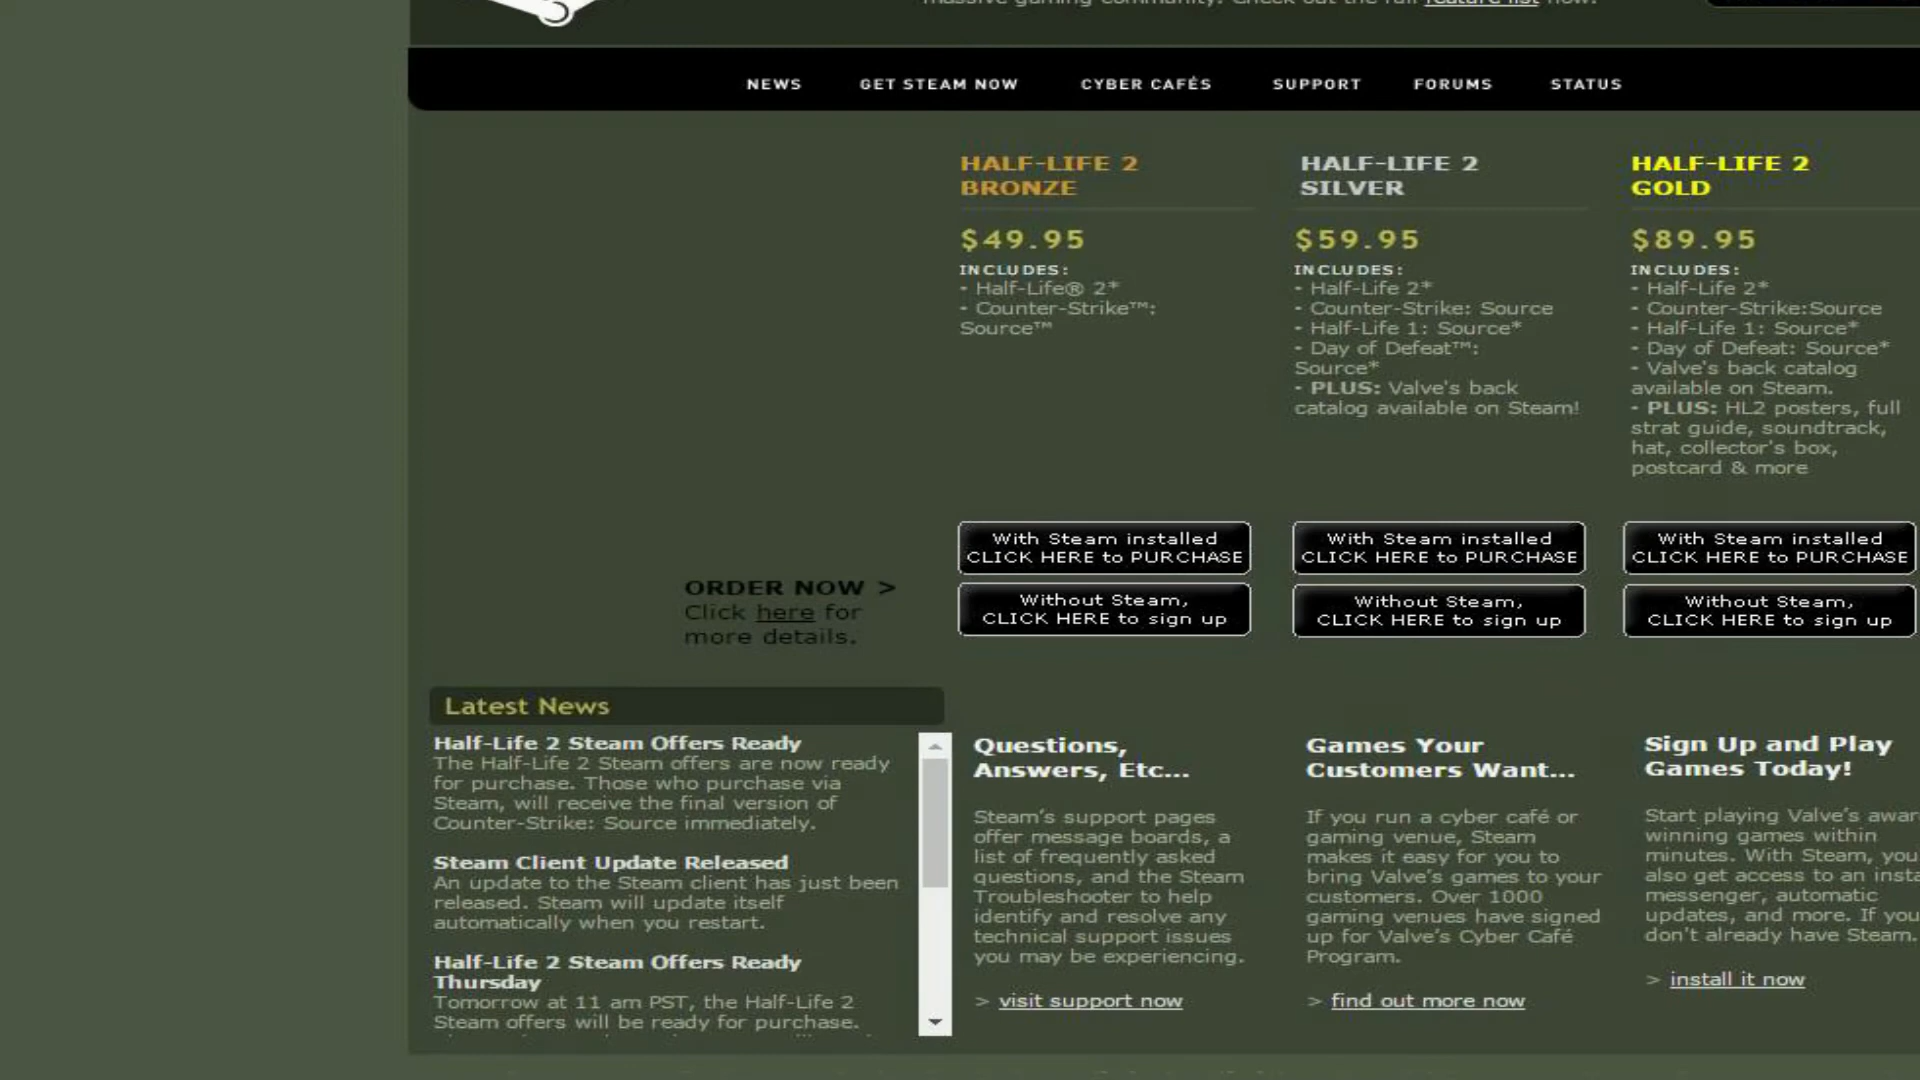 massive gaming community. Check out the full feature list now.
NEWS GET STEAM NOW CYBER CAFÉS SUPPORT FORUMS STATUS
HALF-LIFE 2
BRONZE
$49.95
INCLUDES:
- Half-Life® 2*
- Counter-Strike™:
Source™
With Steam installed
CLICK HERE to PURCHASE
Without Steam,
CLICK HERE to sign up
HALF-LIFE 2
SILVER
$59.95
INCLUDES:
- Half-Life 2*
- Counter-Strike: Source
- Half-Life 1: Source*
- Day of Defeat™:
Source*
- PLUS: Valve's back
catalog available on Steam!
With Steam installed
CLICK HERE to PURCHASE
Without Steam,
CLICK HERE to sign up
HALF-LIFE 2
GOLD
$89.95
INCLUDES:
- Half-Life 2*
- Counter-Strike:Source
- Half-Life 1: Source*
- Day of Defeat: Source*
- Valve's back catalog
available on Steam.
- PLUS: HL2 posters, full
strat guide, soundtrack,
hat, collector's box,
postcard & more
With Steam installed
CLICK HERE to PURCHASE
Without Steam,
CLICK HERE to sign up
ORDER NOW >
Click here for
more details.
Latest News
Half-Life 2 Steam Offers Ready
The Half-Life 2 Steam offers are now ready
for purchase. Those who purchase via
Steam, will receive the final version of
Counter-Strike: Source immediately.
Steam Client Update Released
An update to the Steam client has just been
released. Steam will update itself
automatically when you restart.
Half-Life 2 Steam Offers Ready
Thursday
Tomorrow at 11 am PST, the Half-Life 2
Steam offers will be ready for purchase.
Questions,
Answers, Etc...
Steam's support pages
offer message boards, a
list of frequently asked
questions, and the Steam
Troubleshooter to help
identify and resolve any
technical support issues
you may be experiencing.
> visit support now
Games Your
Customers Want...
If you run a cyber café or
gaming venue, Steam
makes it easy for you to
bring Valve's games to your
customers. Over 1000
gaming venues have signed
up for Valve's Cyber Café
Program.
> find out more now
Sign Up and Play
Games Today!
Start playing Valve's awar
winning games within
minutes. With Steam, you
also get access to an insta
messenger, automatic
updates, and more. If you
don't already have Steam.
> install it now